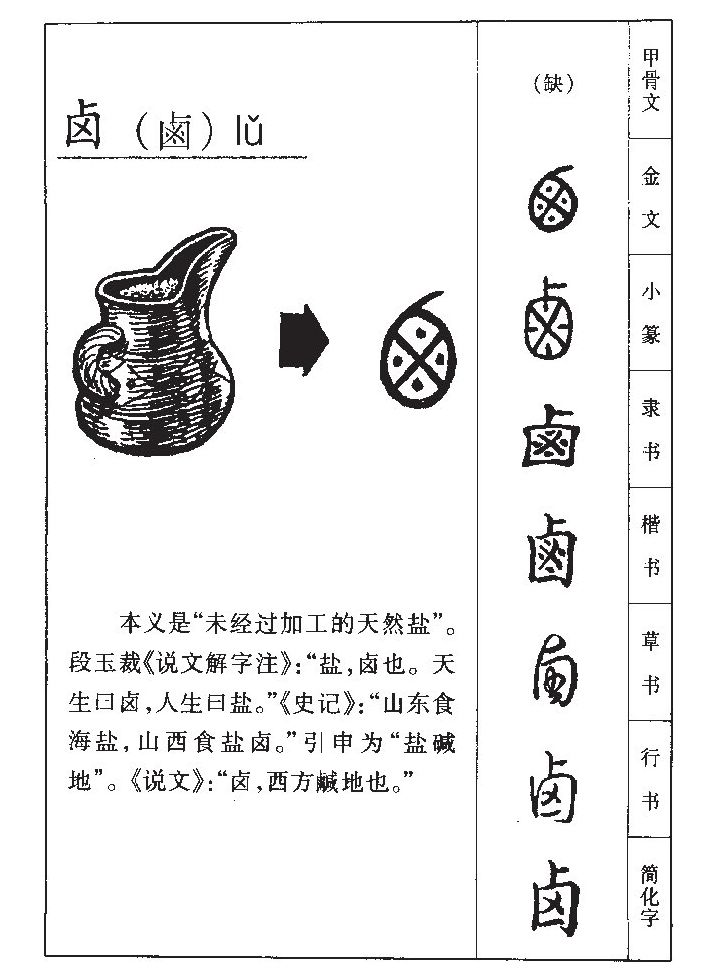 卤（鹵）lǔ
本义是“未经过加工的天然盐”。
段玉裁《说文解字注》：“盐，卤也。天
生曰卤，人生曰盐。”《史记》：“山东食
海盐，山西食盐卤。”引申为“盐碱
地”。《说文》：“卤，西方鹹地也。”
（缺）
甲骨文
金文
小篆
鹵
隶书
鹵
楷书
草书
卤
行书
卤
简化字